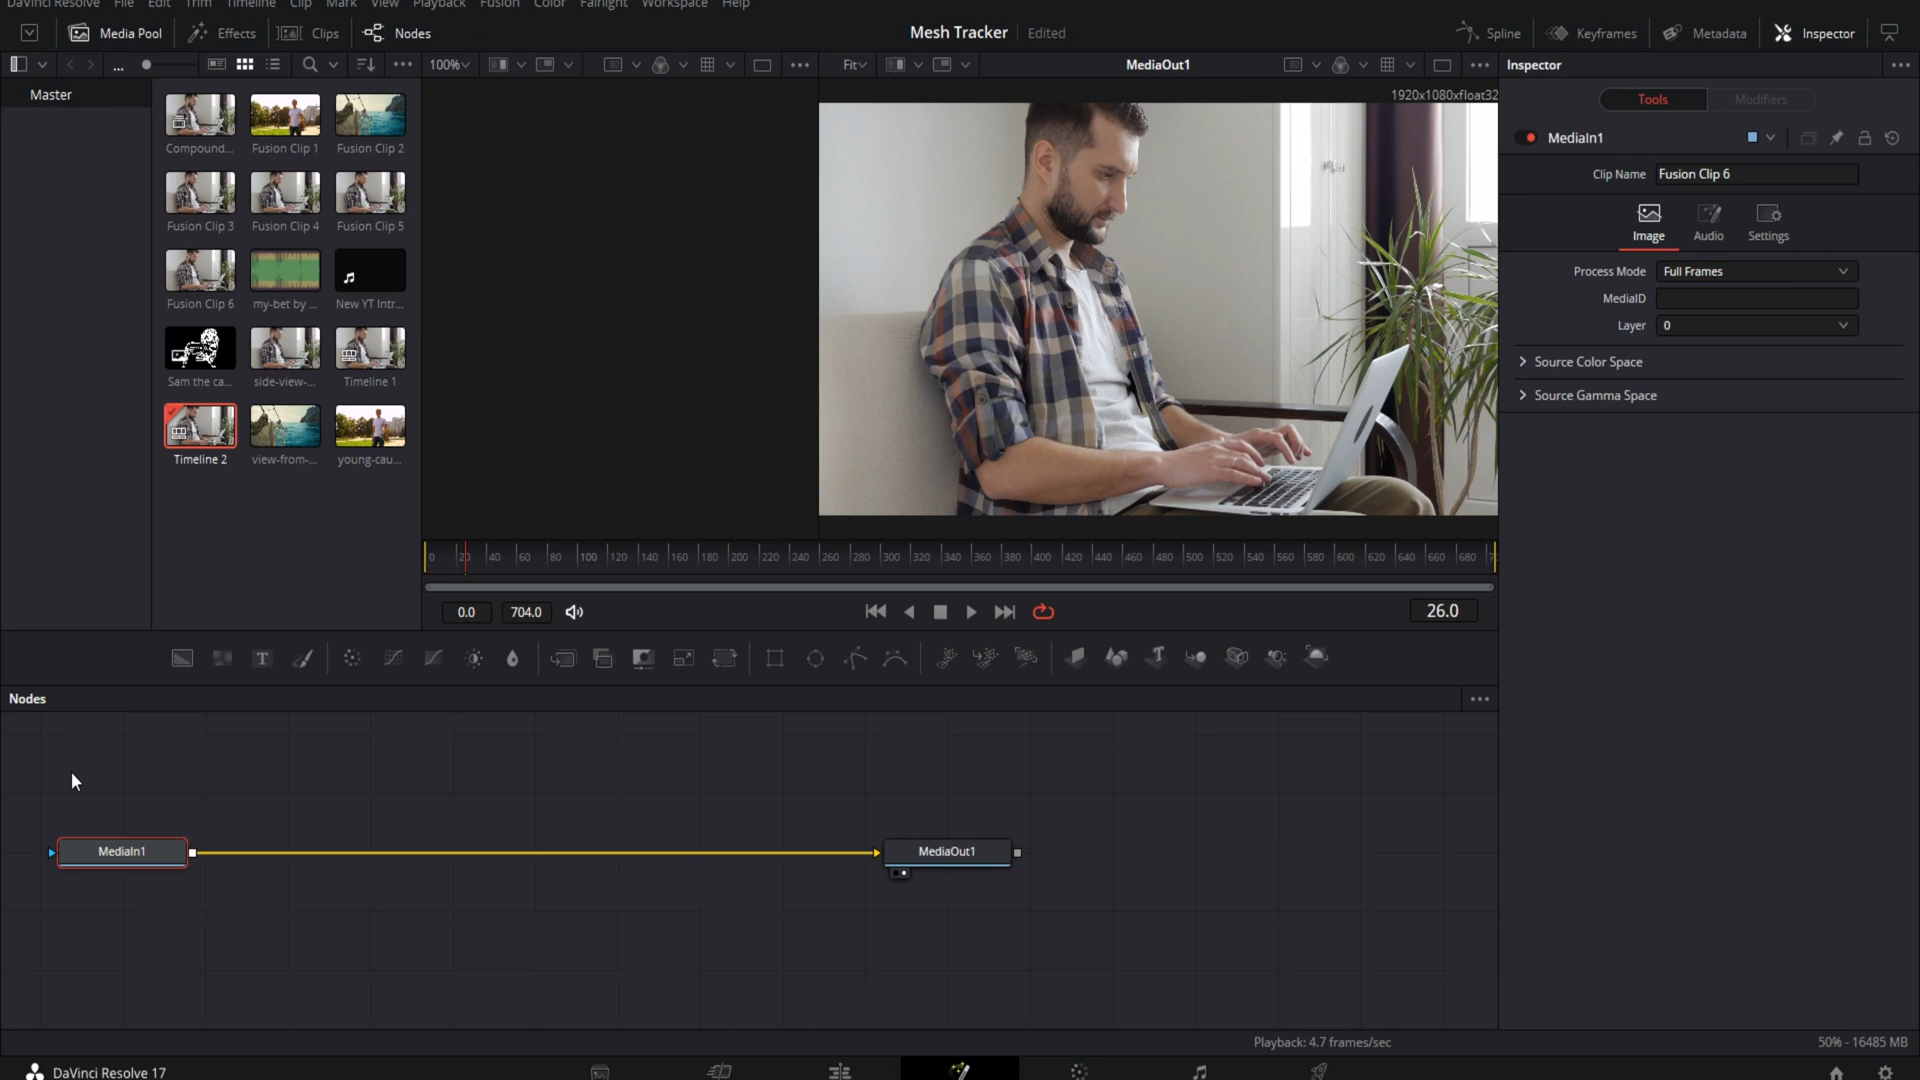 DaVinci Resolve File Edit Trim Timeline Clip Mark View Playback Fusion Color Fairlight Workspace Help
Media Pool Effects Clips Nodes Mesh Tracker Edited Spline Keyframes Metadata Inspector
... 100% Fit MediaOut1 Inspector
Master
1920x1080xfloat32
Tools Modifiers
MediaIn1
Compound... Fusion Clip 1 Fusion Clip 2
Clip Name Fusion Clip 6
Fusion Clip 3 Fusion Clip 4 Fusion Clip 5
Image Audio Settings
Process Mode Full Frames
MediaID
Fusion Clip 6 my-bet by ... New YT Intr...
Layer 0
Source Color Space
Sam the ca... side-view-... Timeline 1
Source Gamma Space
Timeline 2 view-from-... young-cau...
0 20 40 60 80 100 120 140 160 180 200 220 240 260 280 300 320 340 360 380 400 420 440 460 480 500 520 540 560 580 600 620 640 660 680
0.0 704.0 26.0
T
Nodes
MediaIn1 MediaOut1
Playback: 4.7 frames/sec 50% - 16485 MB
DaVinci Resolve 17